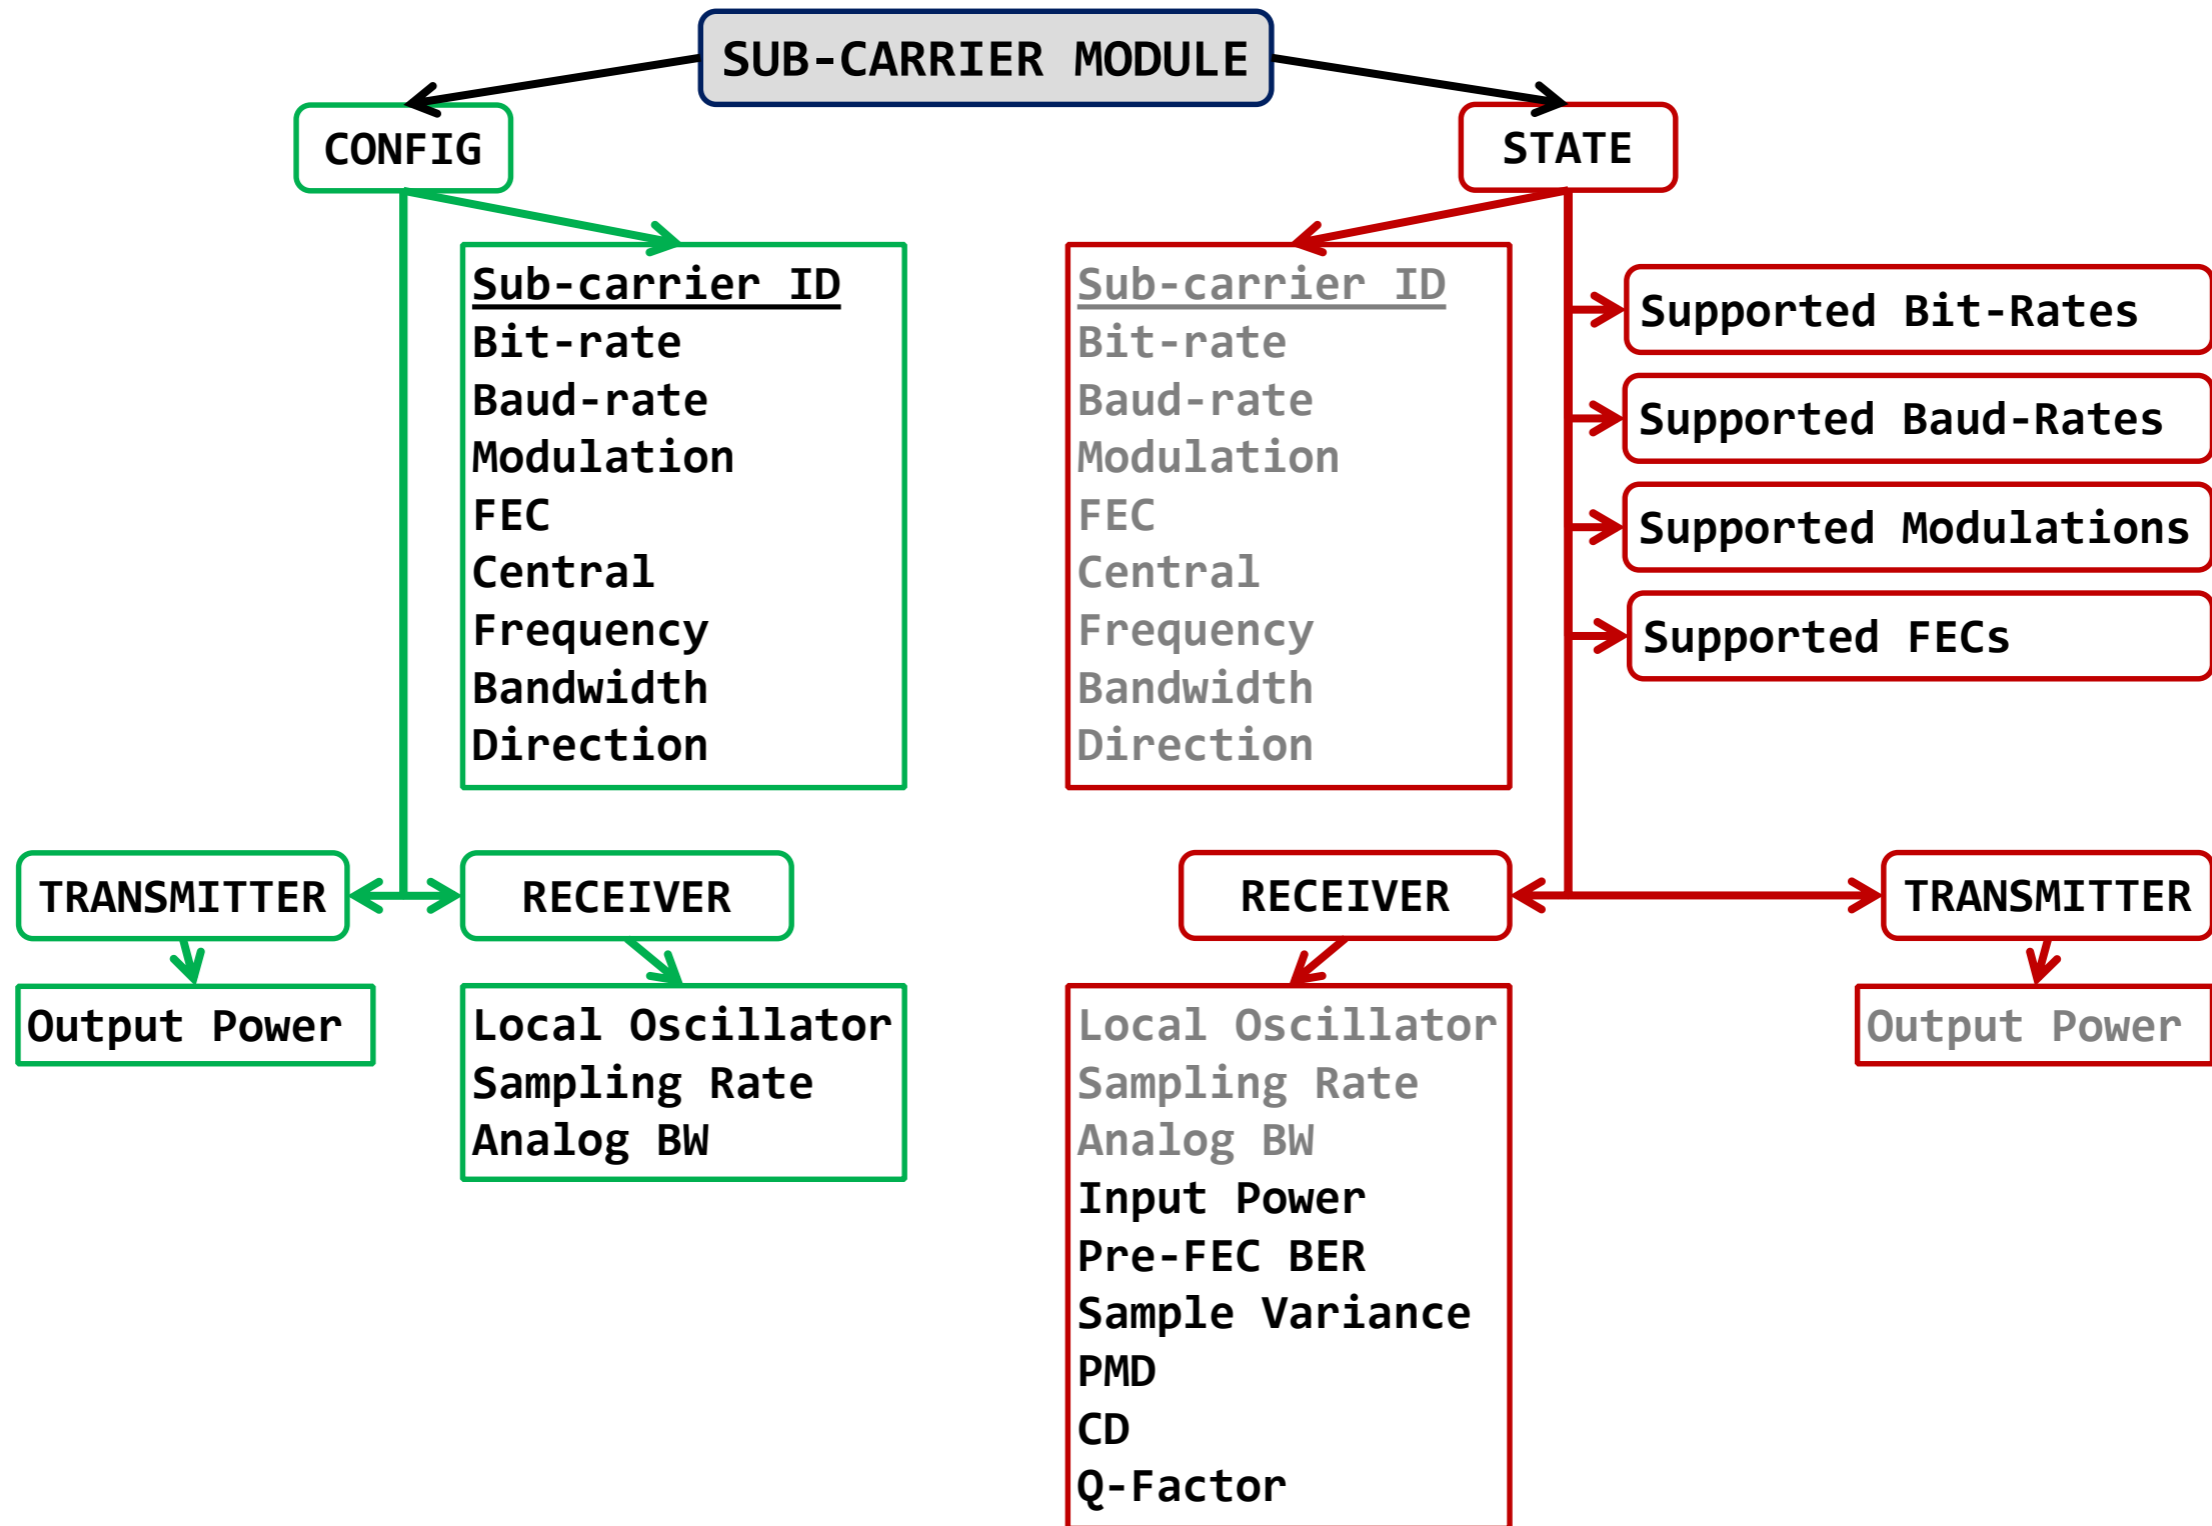 SUB-CARRIER MODULE
CONFIG
STATE
Sub-carrier ID
Bit-rate
Baud-rate
Modulation
FEC
Central
Frequency
Bandwidth
Direction
Sub-carrier ID
Bit-rate
Baud-rate
Modulation
FEC
Central
Frequency
Bandwidth
Direction
Supported Bit-Rates
Supported Baud-Rates
Supported Modulations
Supported FECs
TRANSMITTER
RECEIVER
RECEIVER
TRANSMITTER
Output Power
Local Oscillator
Sampling Rate
Analog BW
Local Oscillator
Sampling Rate
Analog BW
Input Power
Pre-FEC BER
Sample Variance
PMD
CD
Q-Factor
Output Power